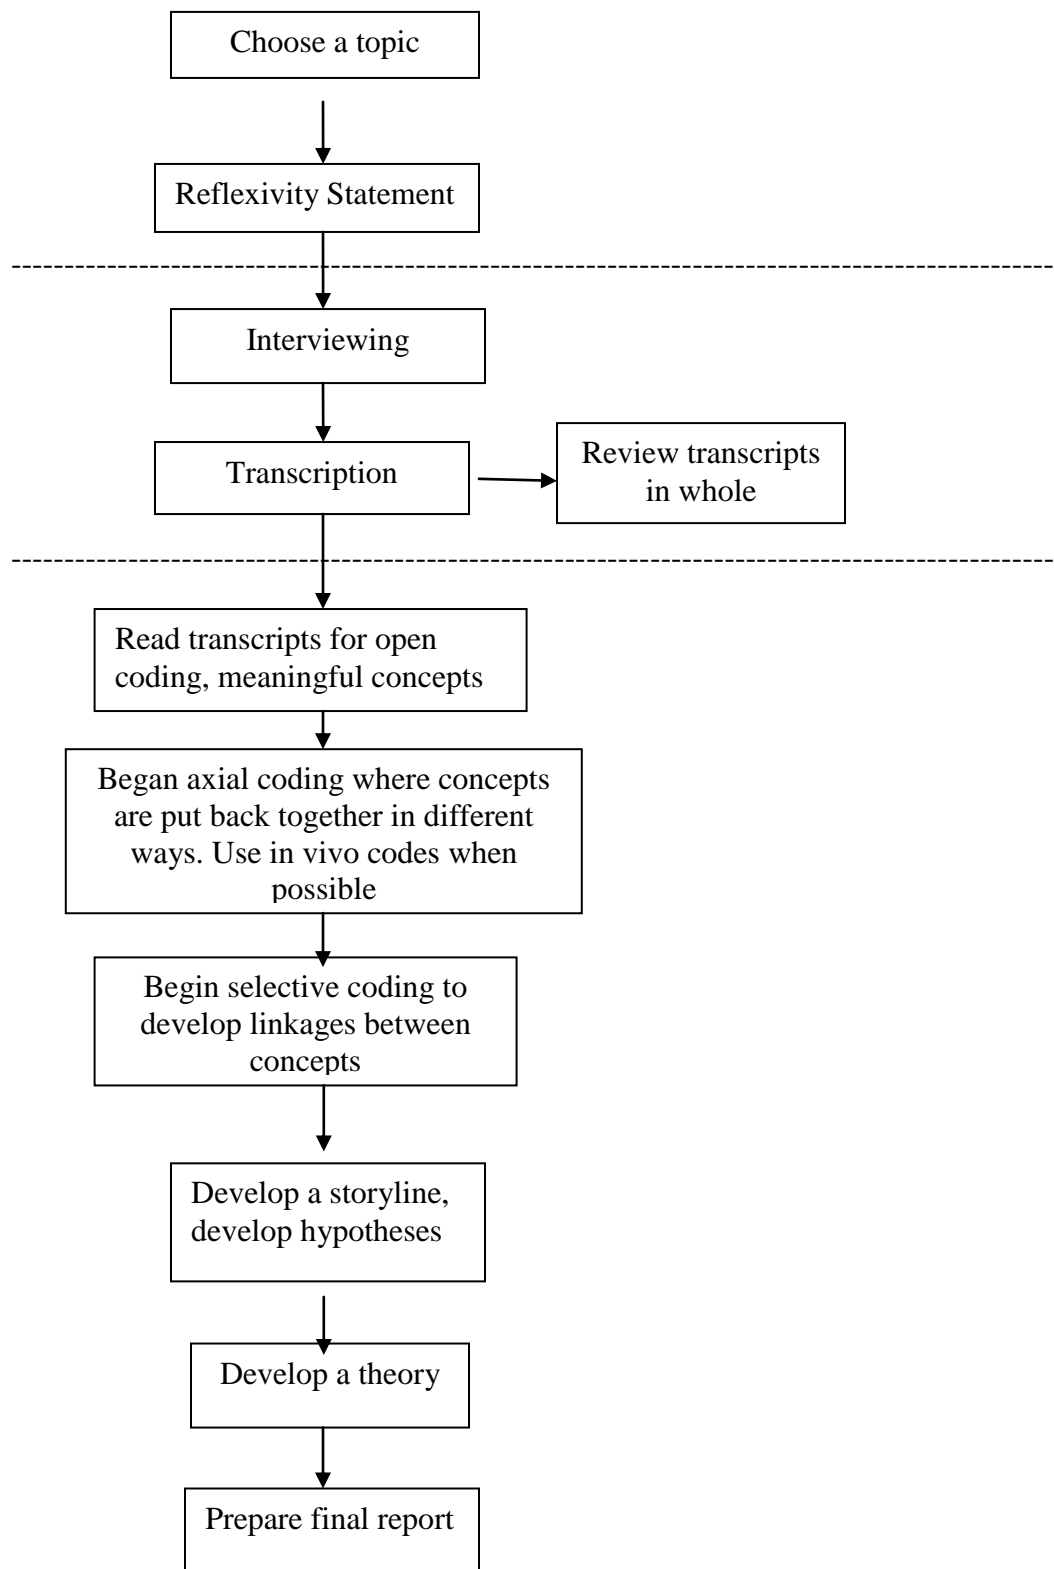 Choose a topic
Reflexivity Statement
Interviewing
Transcription
Review transcripts
in whole
Read transcripts for open
coding, meaningful concepts
Began axial coding where concepts
are put back together in different
ways. Use in vivo codes when
possible
Begin selective coding to
develop linkages between
concepts
Develop a storyline,
develop hypotheses
Develop a theory
Prepare final report